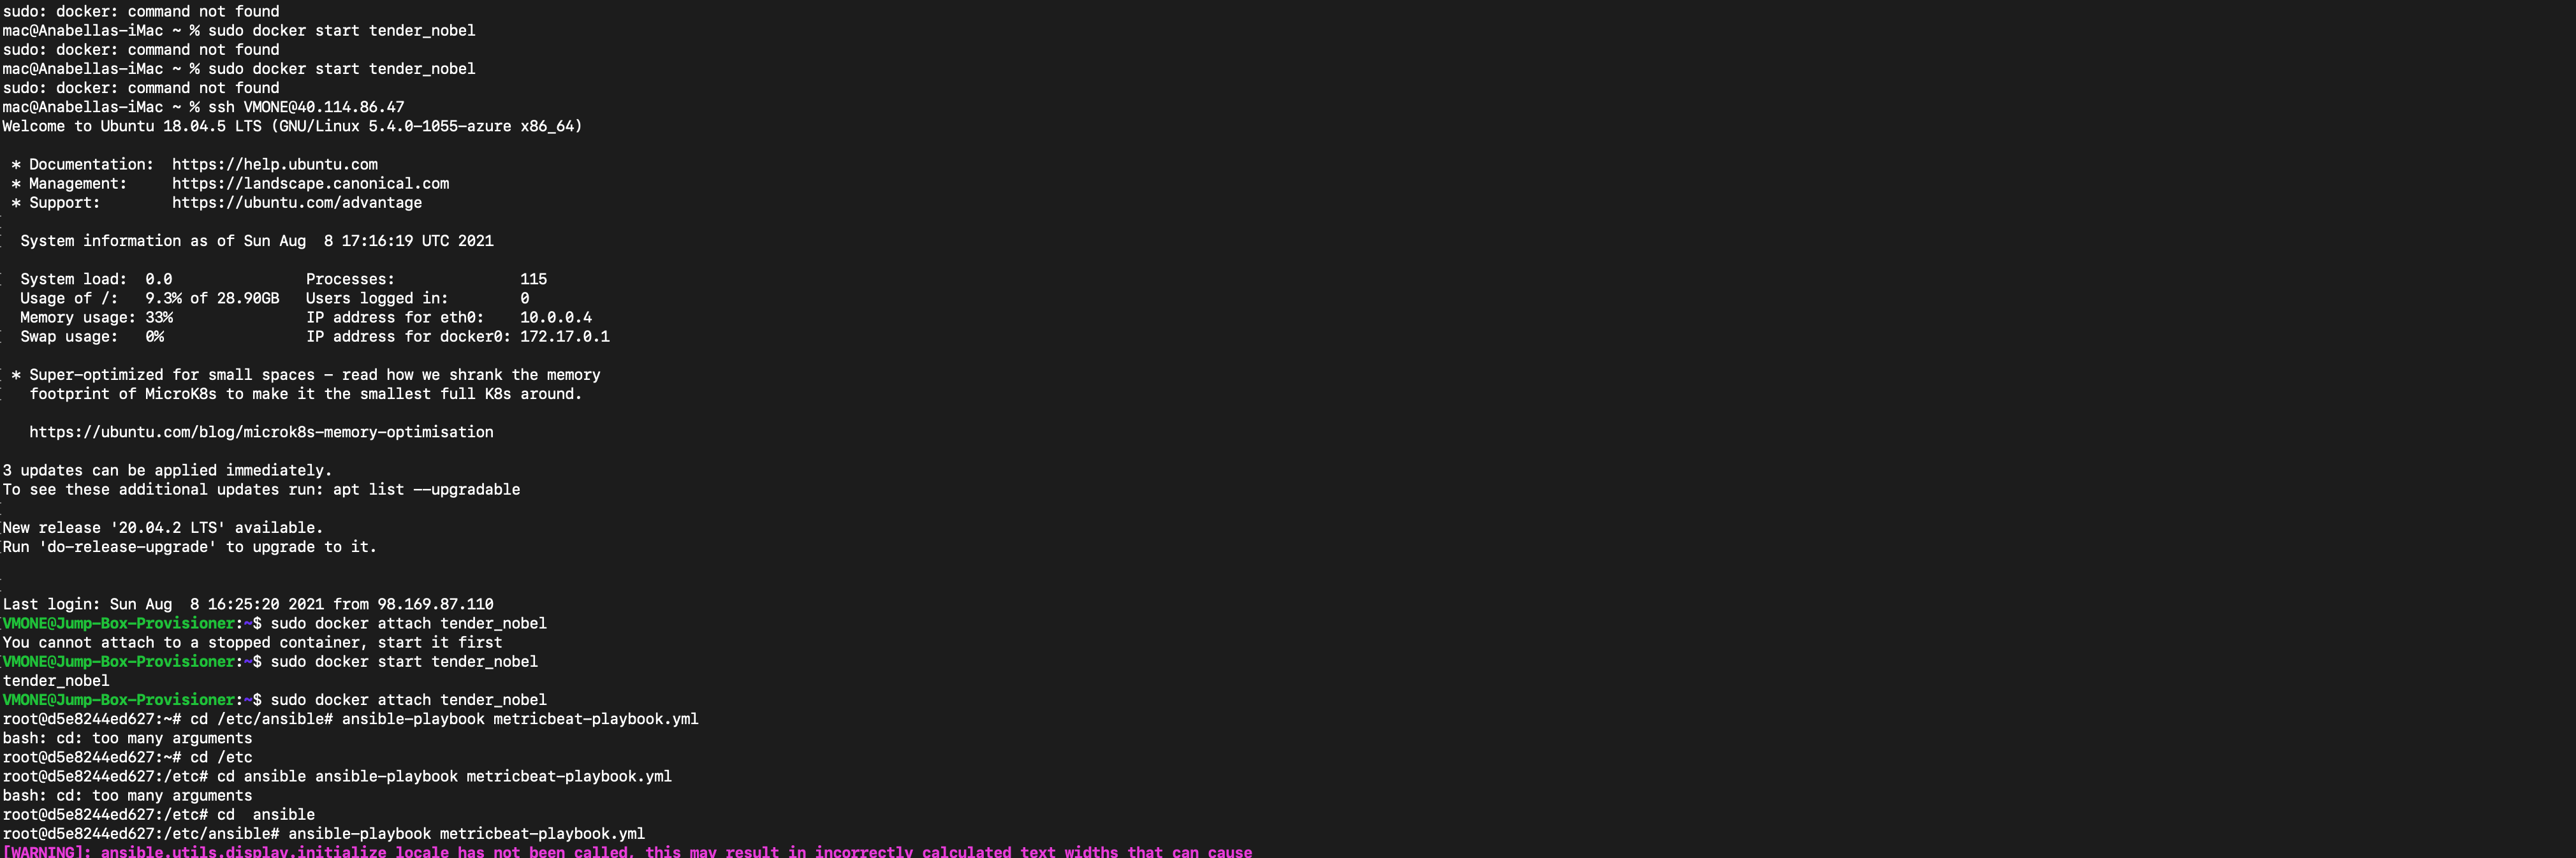 sudo: docker: command not found
mac@Anabellas-iMac ~ % sudo docker start tender_nobel
sudo: docker: command not found
mac@Anabellas-iMac ~ % sudo docker start tender_nobel
sudo: docker: command not found
mac@Anabellas-iMac ~ % ssh VMONE@40.114.86.47
Welcome to Ubuntu 18.04.5 LTS (GNU/Linux 5.4.0-1055-azure x86_64)
* Documentation:  https://help.ubuntu.com
* Management:     https://landscape.canonical.com
* Support:        https://ubuntu.com/advantage
System information as of Sun Aug  8 17:16:19 UTC 2021
System load:  0.0               Processes:              115
Usage of /:   9.3% of 28.90GB   Users logged in:        0
Memory usage: 33%               IP address for eth0:    10.0.0.4
Swap usage:   0%                IP address for docker0: 172.17.0.1
* Super-optimized for small spaces - read how we shrank the memory
footprint of MicroK8s to make it the smallest full K8s around.
https://ubuntu.com/blog/microk8s-memory-optimisation
3 updates can be applied immediately.
To see these additional updates run: apt list --upgradable
New release '20.04.2 LTS' available.
Run 'do-release-upgrade' to upgrade to it.
Last login: Sun Aug  8 16:25:20 2021 from 98.169.87.110
VMONE@Jump-Box-Provisioner:~$ sudo docker attach tender_nobel
You cannot attach to a stopped container, start it first
VMONE@Jump-Box-Provisioner:~$ sudo docker start tender_nobel
tender_nobel
VMONE@Jump-Box-Provisioner:~$ sudo docker attach tender_nobel
root@d5e8244ed627:~# cd /etc/ansible# ansible-playbook metricbeat-playbook.yml
bash: cd: too many arguments
root@d5e8244ed627:~# cd /etc
root@d5e8244ed627:/etc# cd ansible ansible-playbook metricbeat-playbook.yml
bash: cd: too many arguments
root@d5e8244ed627:/etc# cd  ansible
root@d5e8244ed627:/etc/ansible# ansible-playbook metricbeat-playbook.yml
[WARNING]: ansible.utils.display.initialize_locale has not been called, this may result in incorrectly calculated text widths that can cause